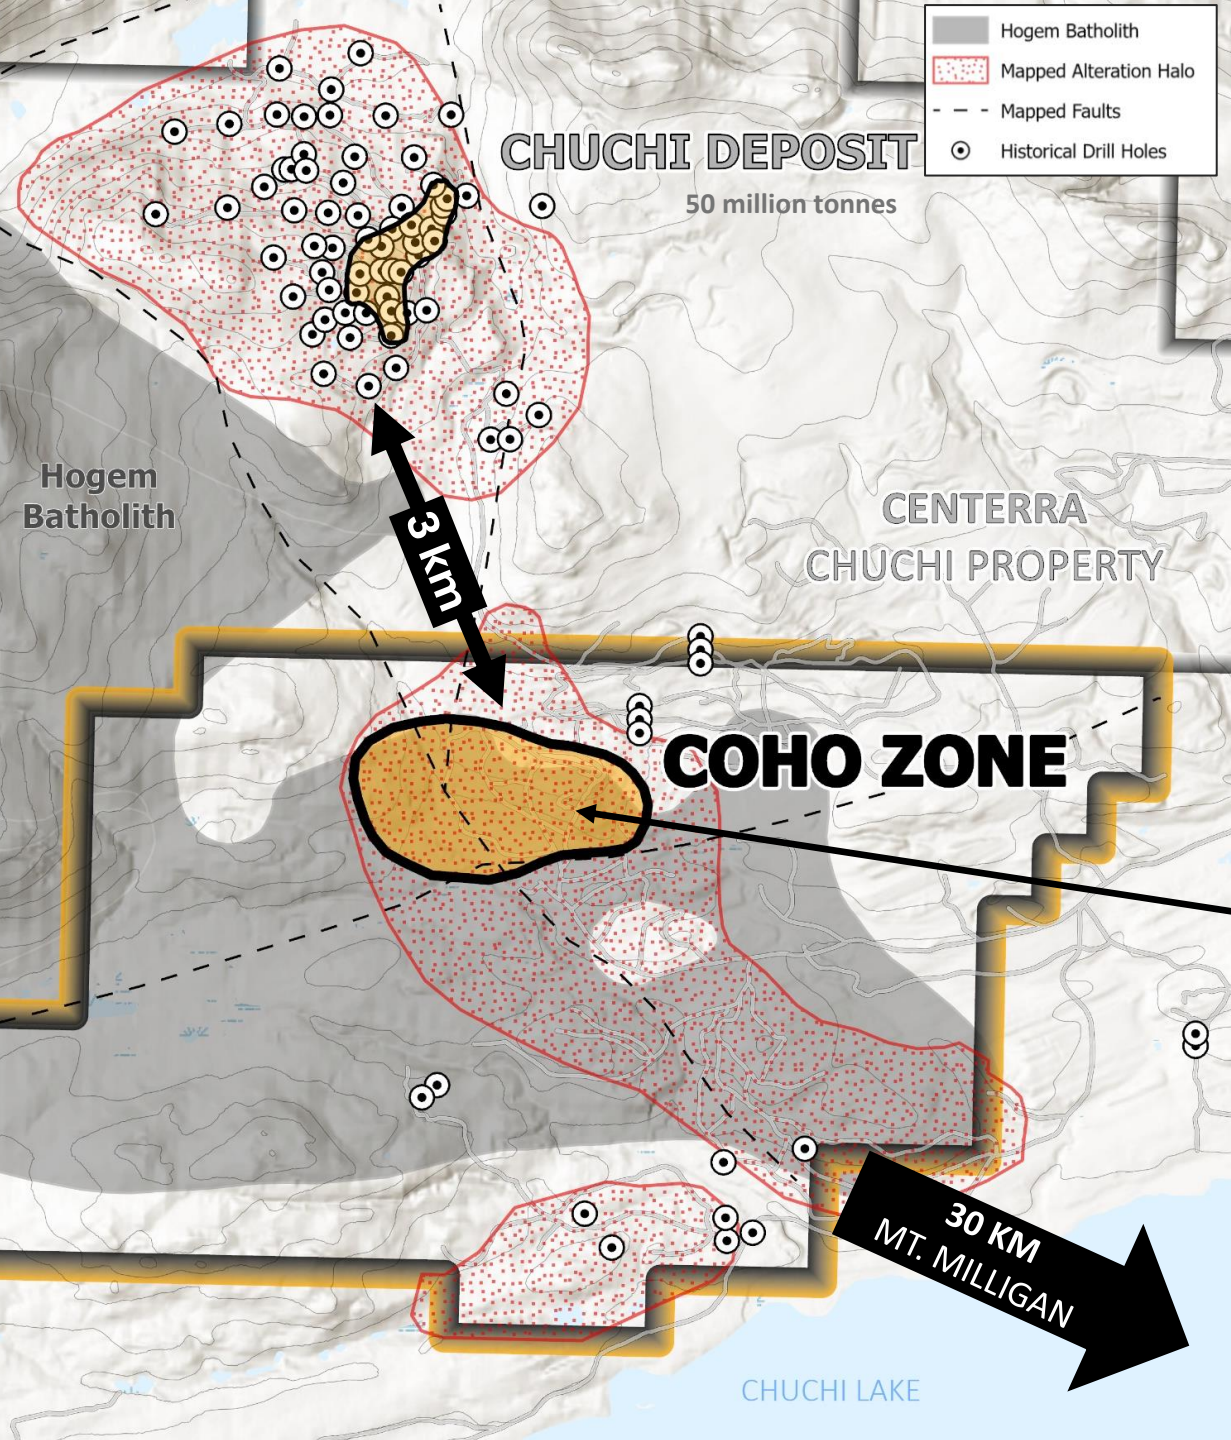 Hogem Batholith
Mapped Alteration Halo
Mapped Faults
Historical Drill Holes
CHUCHI DEPOSIT
50 million tonnes
Hogem
Batholith
CENTERRA
CHUCHI PROPERTY
3 km
COHO ZONE
30 KM
MT. MILLIGAN
CHUCHI LAKE